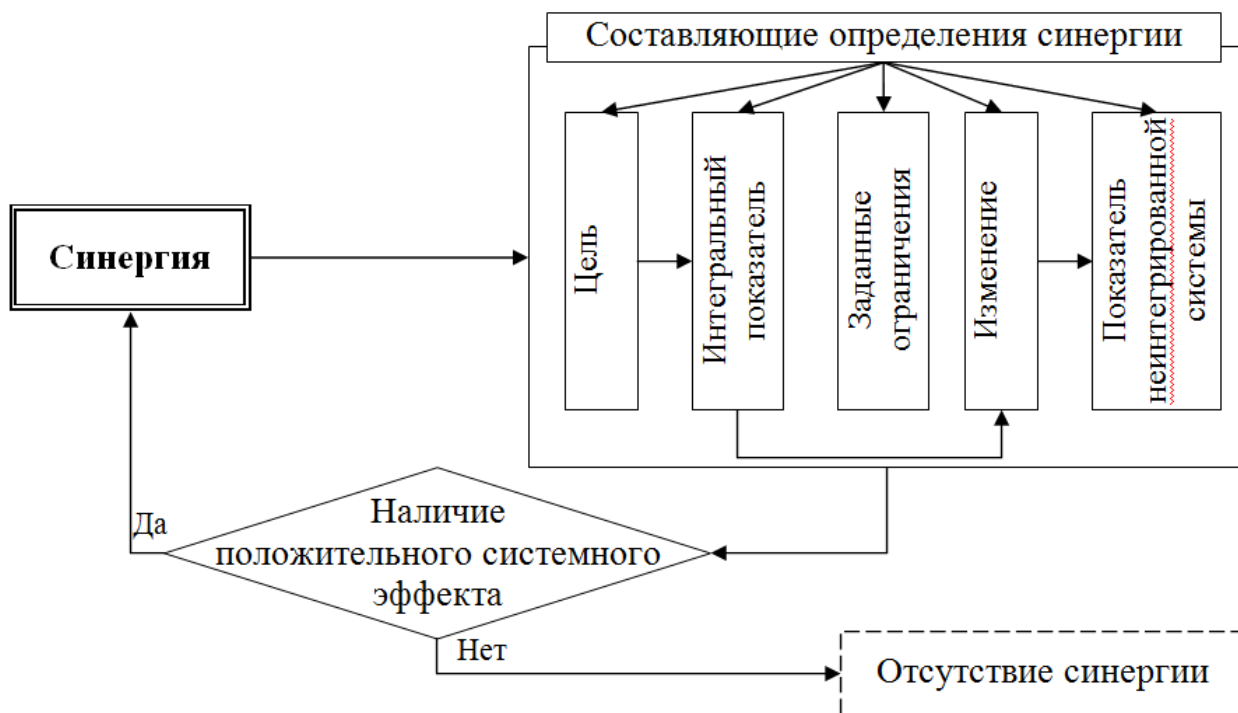 Составляющие определения синергии
Синергия
Цель
Интегральный
показатель
Заданные
ограничения
Изменение
Показатель
неинтегрированной
системы
Да
Наличие
положительного системного
эффекта
Нет
Отсутствие синергии